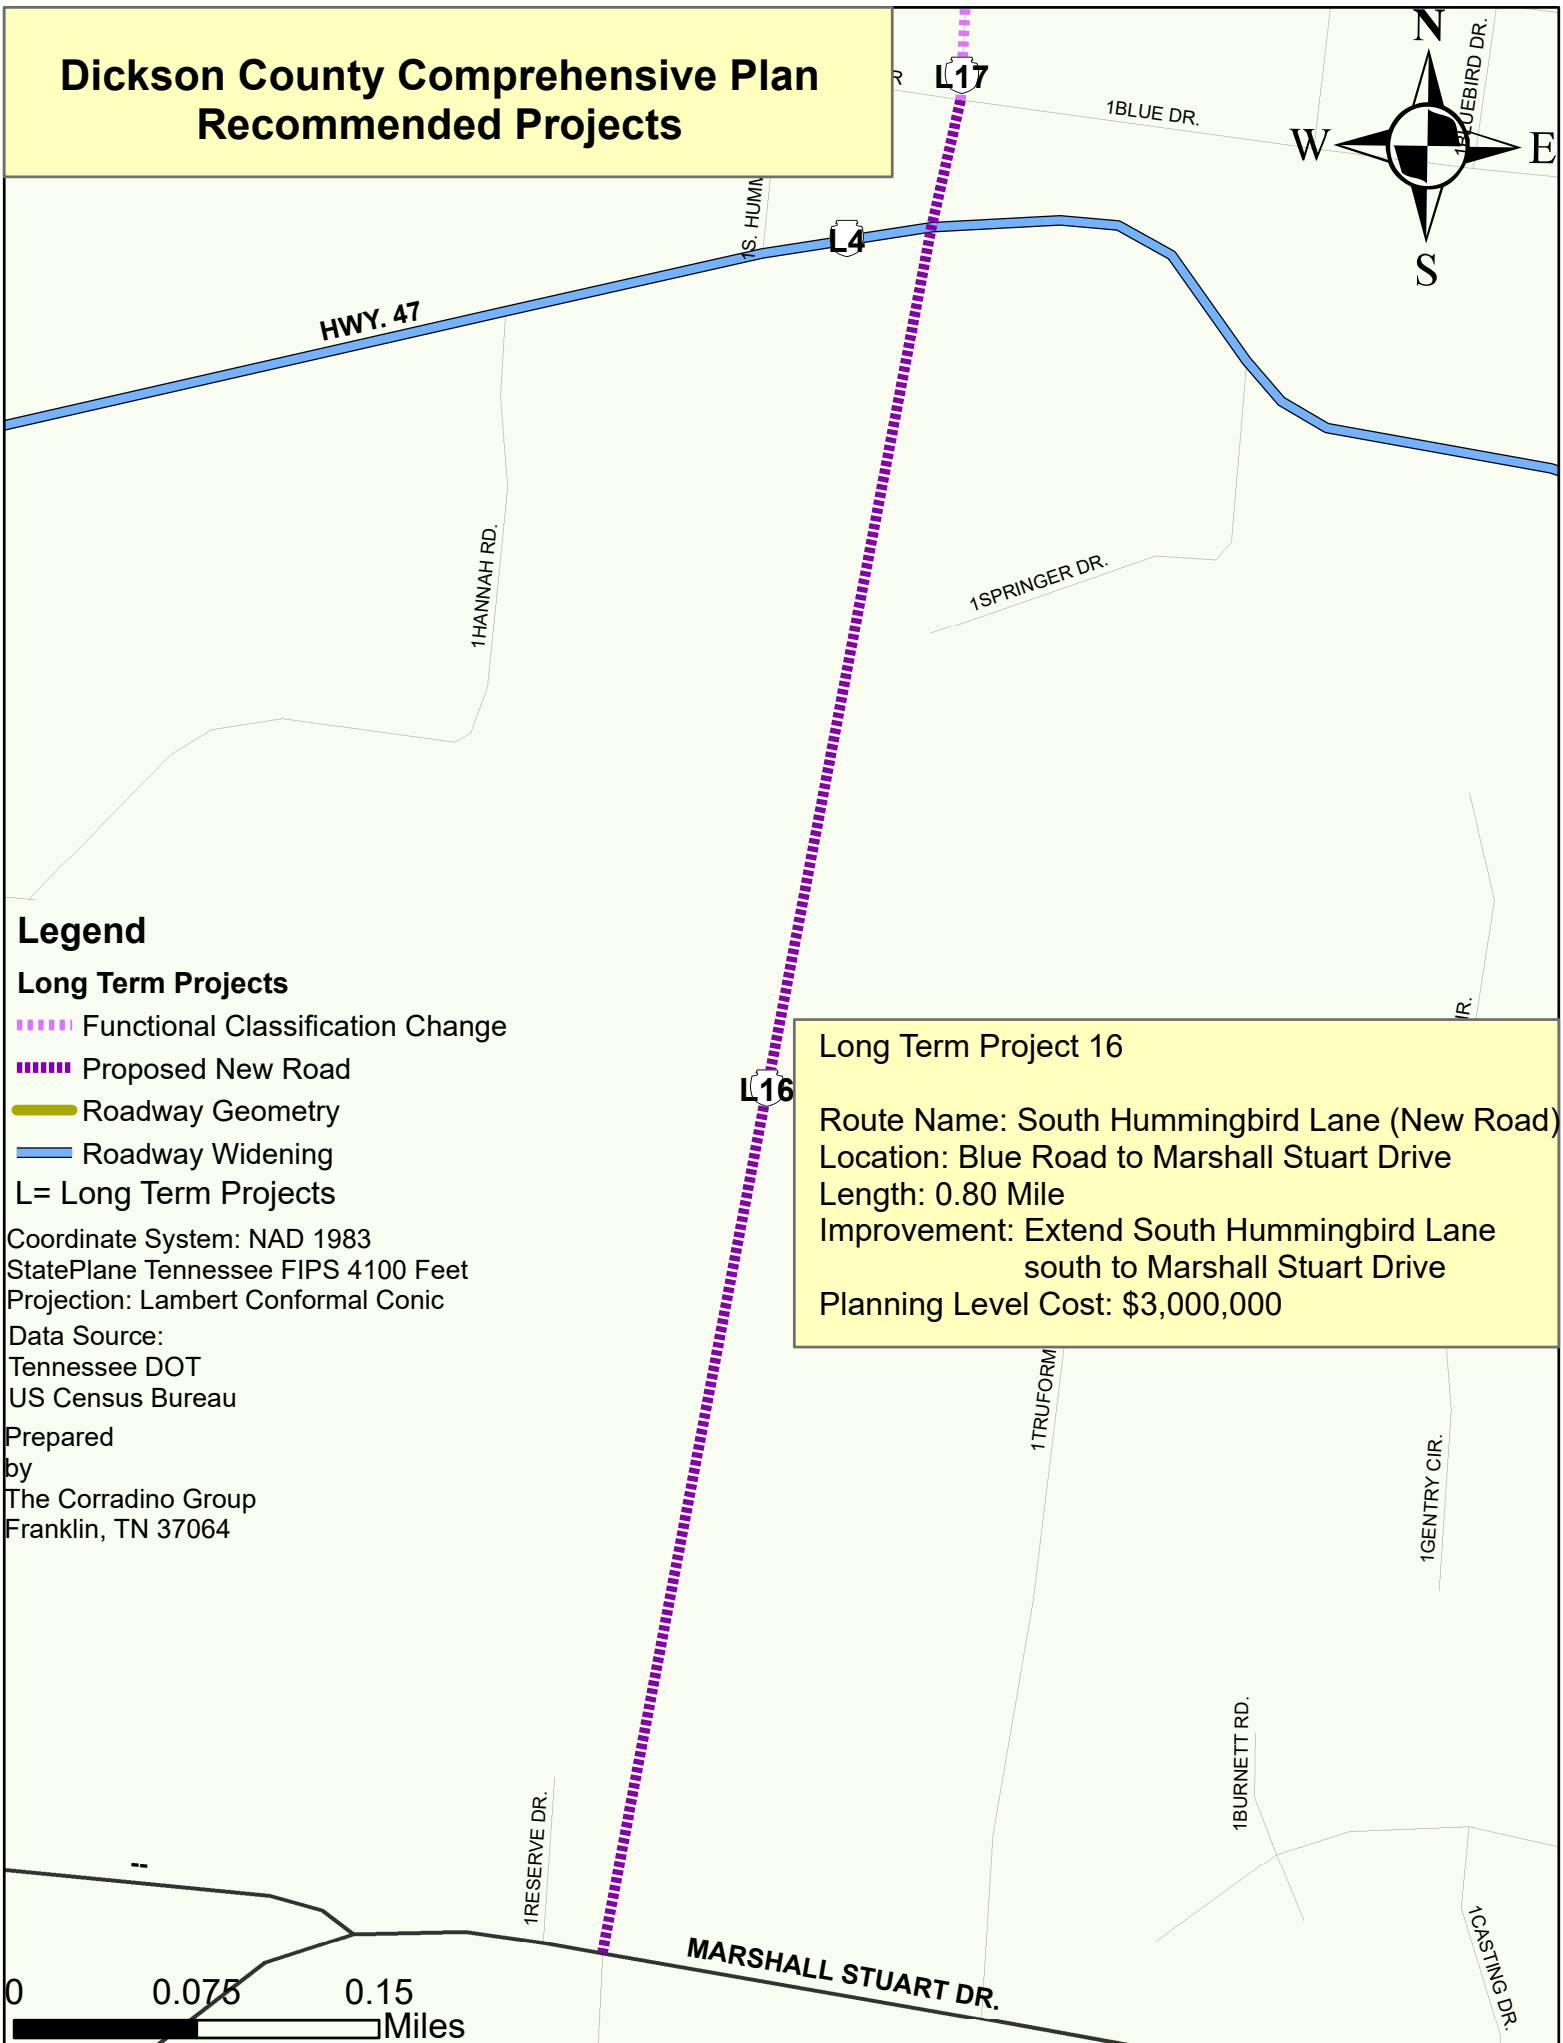 Dickson County Comprehensive Plan
Recommended Projects
R
L17
1BLUE DR.
1BLUEBIRD DR.
N
W
E
S
1S. HUMM
L4
HWY. 47
1HANNAH RD.
1SPRINGER DR.
Legend
Long Term Projects
Functional Classification Change
Proposed New Road
Roadway Geometry
Roadway Widening
L= Long Term Projects
Coordinate System: NAD 1983
StatePlane Tennessee FIPS 4100 Feet
Projection: Lambert Conformal Conic
Data Source:
Tennessee DOT
US Census Bureau
Prepared
by
The Corradino Group
Franklin, TN 37064
L16
IR.
Long Term Project 16
Route Name: South Hummingbird Lane (New Road)
Location: Blue Road to Marshall Stuart Drive
Length: 0.80 Mile
Improvement: Extend South Hummingbird Lane
south to Marshall Stuart Drive
Planning Level Cost: $3,000,000
1TRUFORM
1GENTRY CIR.
1BURNETT RD.
1RESERVE DR.
--
MARSHALL STUART DR.
1CASTING DR.
0 0.075 0.15
Miles